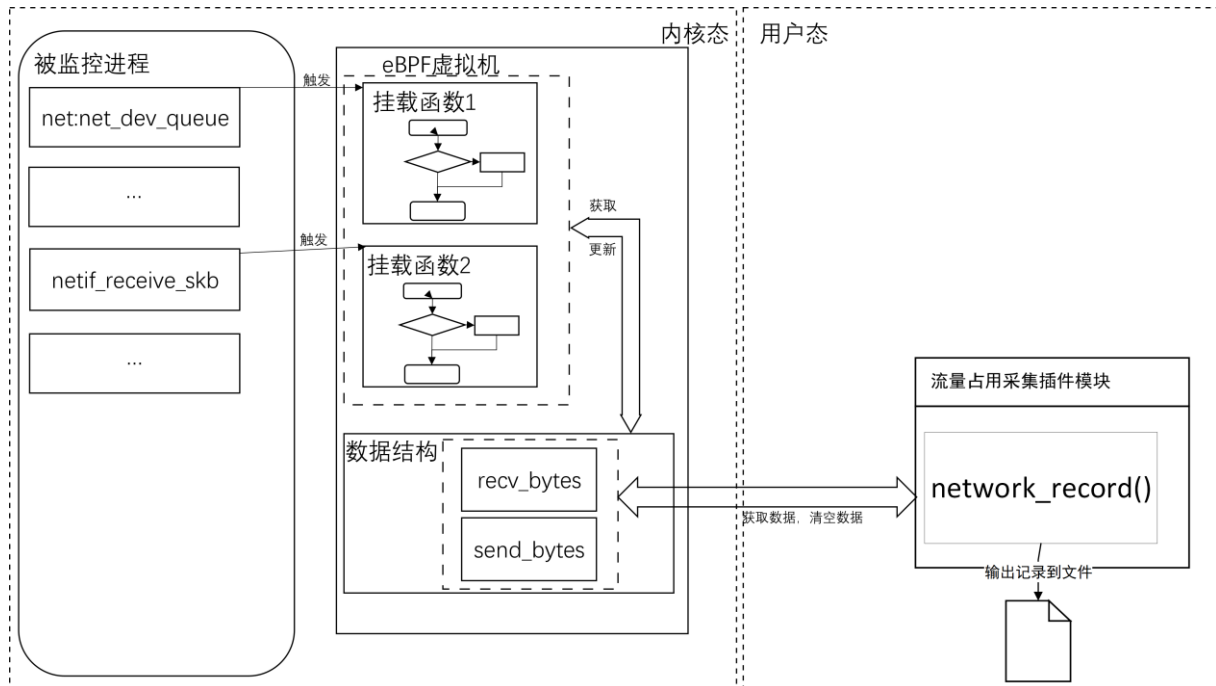 内核态
用户态
被监控进程
net:net_dev_queue
...
netif_receive_skb
...
触发
触发
eBPF虚拟机
挂载函数1
挂载函数2
获取
更新
数据结构
recv_bytes
send_bytes
获取数据，清空数据
流量占用采集插件模块
network_record()
输出记录到文件